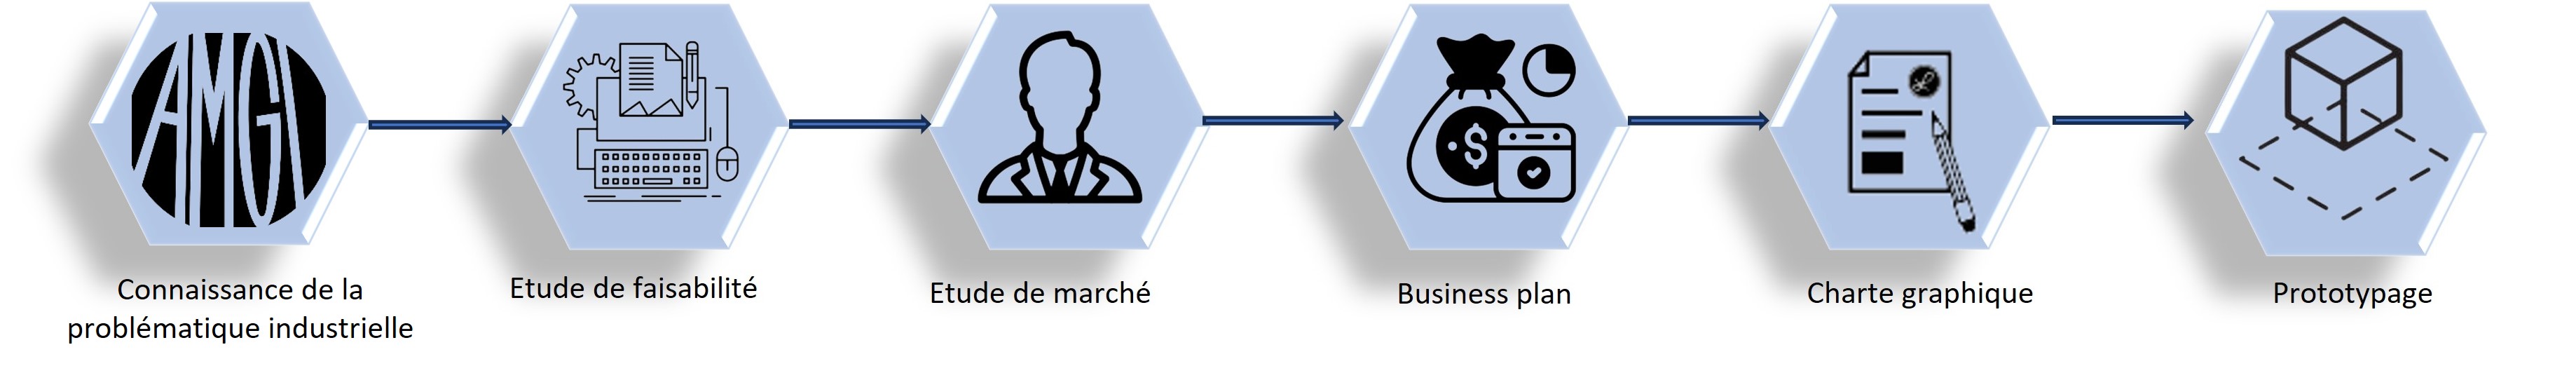 AMGI
Connaissance de la
problématique industrielle
Etude de faisabilité
Etude de marché
Business plan
Charte graphique
Prototypage